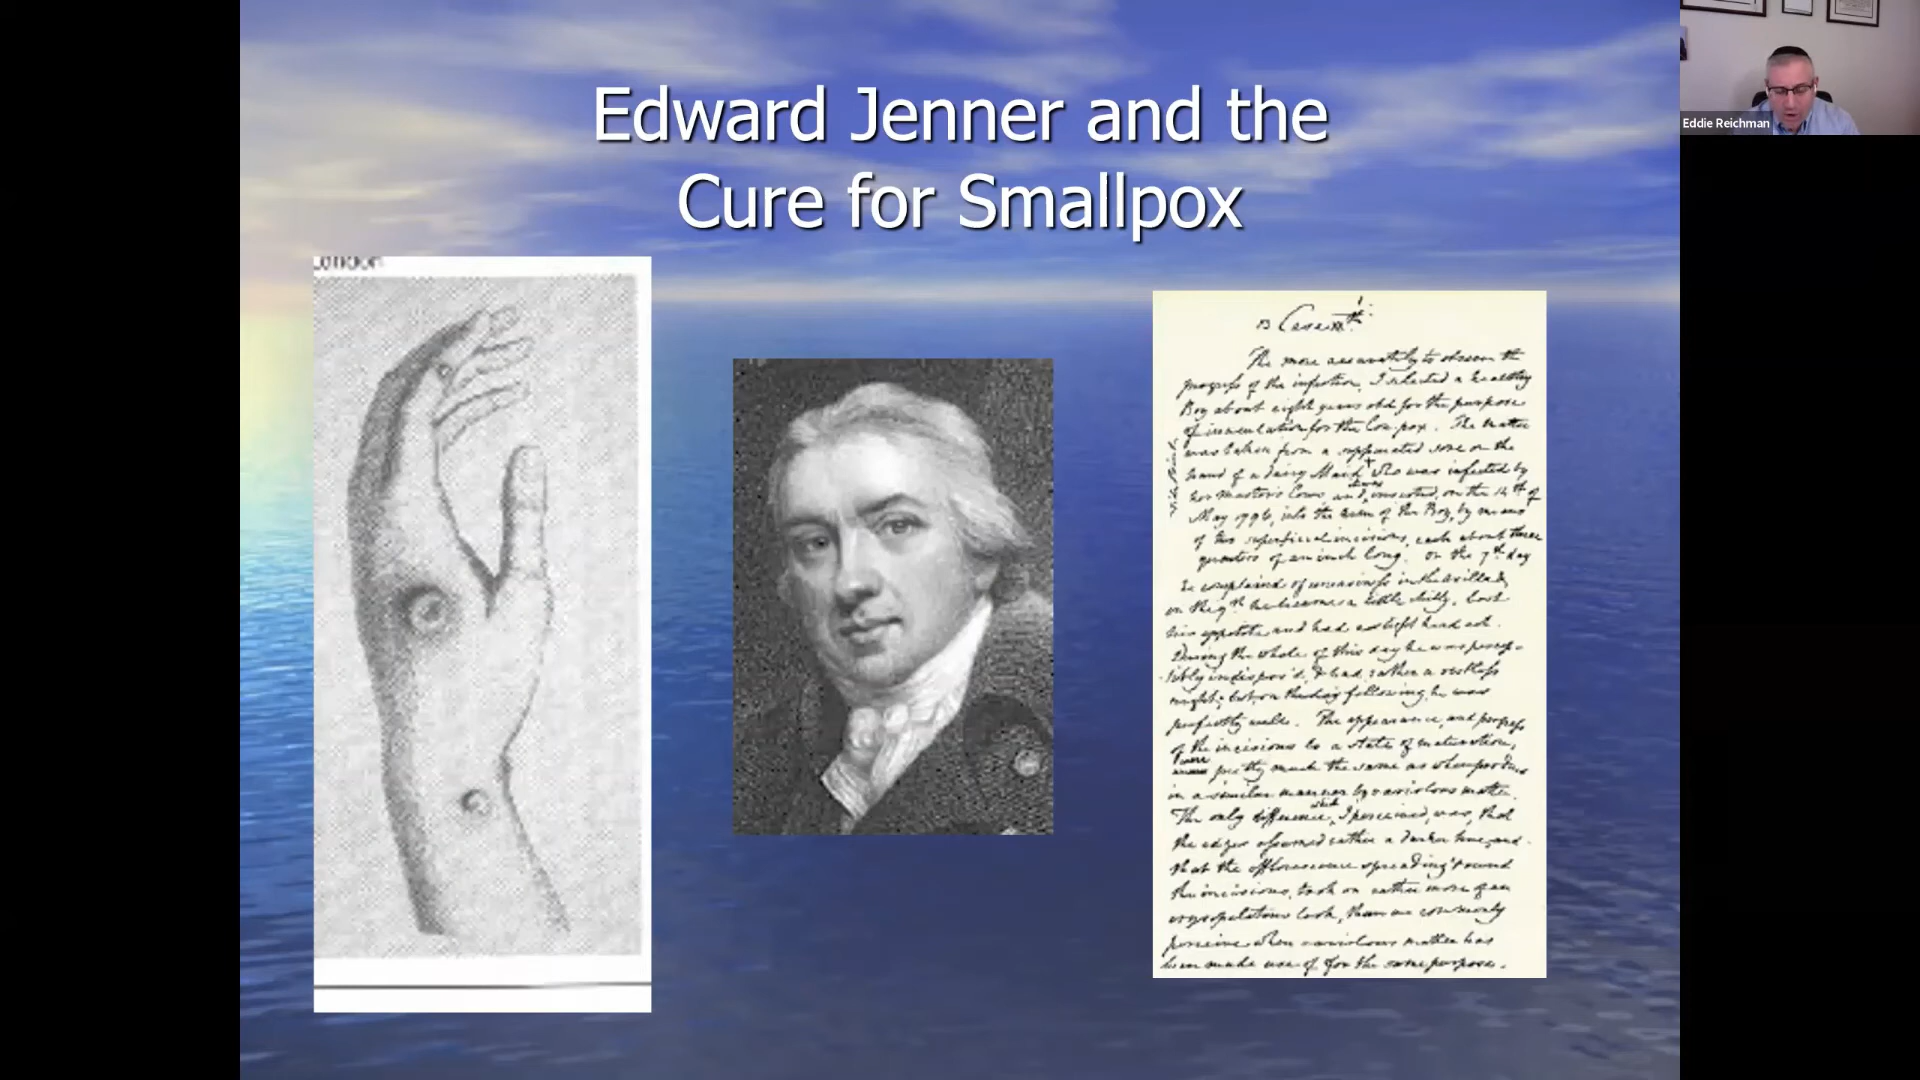 Edward Jenner and the
Cure for Smallpox
London
Eddie Reichman
The more accurately to observe the
progress of the infection, I selected a healthy
Boy about eight years old for the purpose
of inoculation for the Cow-pox. The matter
was taken from a suppurated sore on the
hand of a dairy Maid who was infected by
her Master's Cows and was inserted on the 14th of
May 1796, into the arm of the Boy, by means
of two superficial incisions, each about three
quarters of an inch long. On the 7th day
he complained of uneasiness in the axilla &
on the 9th he became a little chilly, lost
his appetite and had a slight head ach.
During the whole of this day he was percep-
tibly indispos'd, & had rather a restless
night; but on the day following he was
perfectly well. The appearance and progress
of the incisions to a state of maturation,
were pretty much the same as when produc'd
in a similar manner by variolous matter.
The only difference which I perceived, was, that
the edges assumed rather a darker hue, and
that the efflorescence spreading round
the incisions, took on rather more of an
erysipelatous look, than we commonly
perceive when variolous matter has
been made use of for the same purpose.